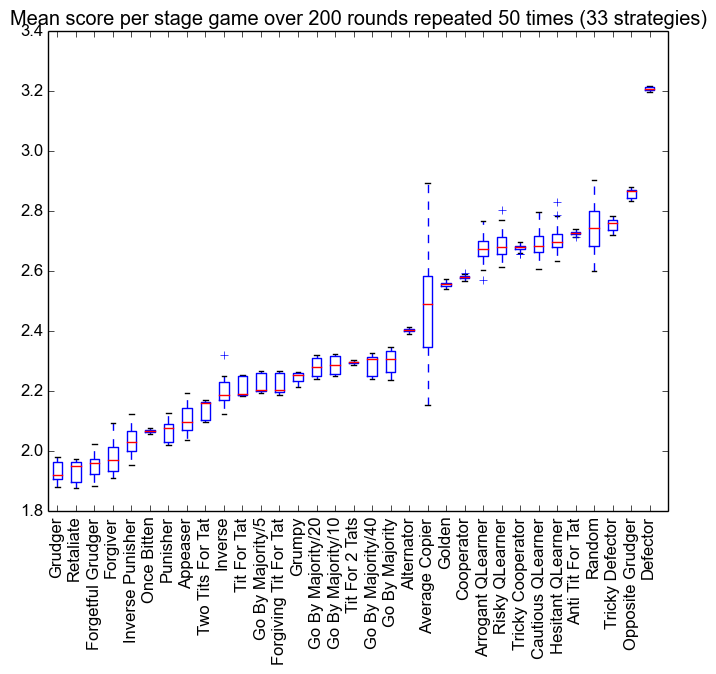 Mean score per stage game over 200 rounds repeated 50 times (33 strategies)
3.4
3.2
3.0
2.8
2.6
2.4
2.2
2.0
1.8
Grudger
Retaliate
Forgetful Grudger
Forgiver
Inverse Punisher
Once Bitten
Punisher
Appeaser
Two Tits For Tat
Inverse
Tit For Tat
Go By Majority/5
Forgiving Tit For Tat
Grumpy
Go By Majority/20
Go By Majority/10
Tit For 2 Tats
Go By Majority/40
Go By Majority
Alternator
Average Copier
Golden
Cooperator
Arrogant QLearner
Risky QLearner
Tricky Cooperator
Cautious QLearner
Hesitant QLearner
Anti Tit For Tat
Random
Tricky Defector
Opposite Grudger
Defector